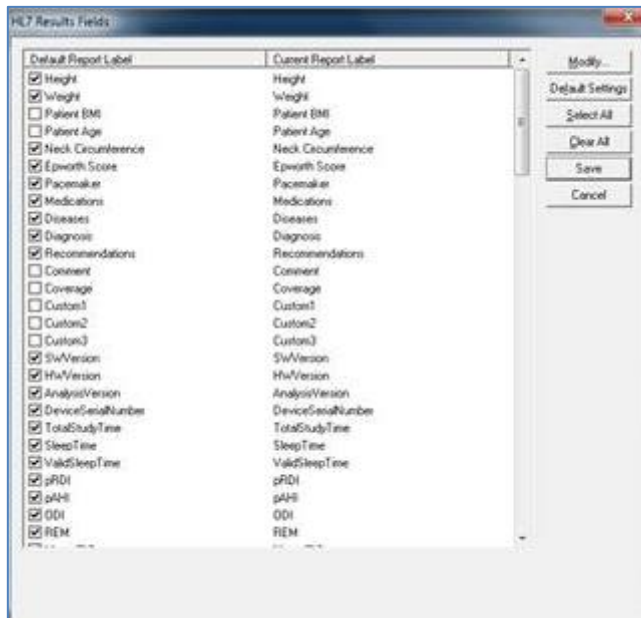 HL7 Results Fields
Default Report Label Current Report Label
Height Height
Weight Weight
Patient BMI Patient BMI
Patient Age Patient Age
Neck Circumference Neck Circumference
Epworth Score Epworth Score
Pacemaker Pacemaker
Medications Medications
Diseases Diseases
Diagnosis Diagnosis
Recommendations Recommendations
Comment Comment
Coverage Coverage
Custom1 Custom1
Custom2 Custom2
Custom3 Custom3
SWVersion SWVersion
HWVersion HWVersion
AnalysisVersion AnalysisVersion
DeviceSerialNumber DeviceSerialNumber
TotalStudyTime TotalStudyTime
SleepTime SleepTime
ValidSleepTime ValidSleepTime
pRDI pRDI
pAHI pAHI
ODI ODI
REM REM
Modify...
Default Settings
Select All
Clear All
Save
Cancel